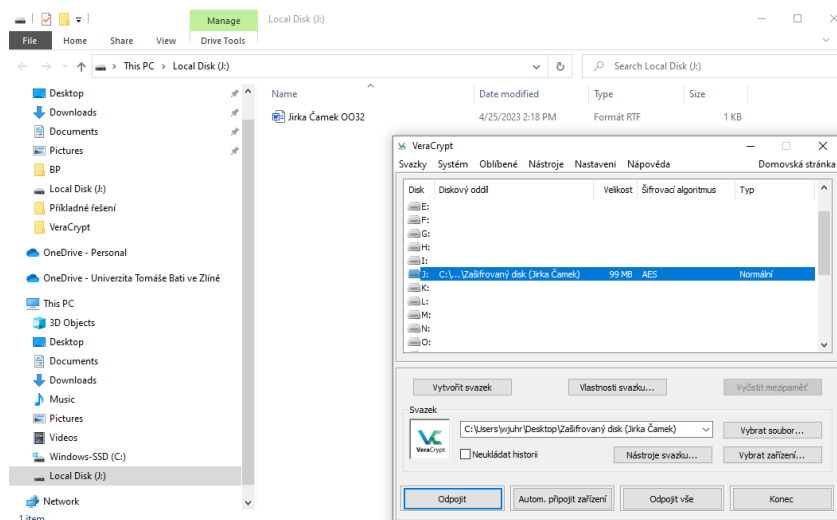 Manage
Local Disk (J:)
File
Home
Share
View
Drive Tools
This PC > Local Disk (J:)
Search Local Disk (J:)
Desktop
Downloads
Documents
Pictures
BP
Local Disk (J:)
Příkladné řešení
VeraCrypt
OneDrive - Personal
OneDrive - Univerzita Tomáše Bati ve Zlíně
This PC
3D Objects
Desktop
Documents
Downloads
Music
Pictures
Videos
Windows-SSD (C:)
Local Disk (J:)
Network
1 item
Name Date modified Type Size
Jirka Čamek OO32 4/25/2023 2:18 PM Formát RTF 1 KB
VeraCrypt
Svazky Systém Oblíbené Nástroje Nastavení Nápověda Domovská stránka
Disk Diskový oddíl Velikost Šifrovací algoritmus Typ
E:
F:
G:
H:
I:
J: C:\...\Zašifrovaný disk (Jirka Čamek) 99 MB AES Normální
K:
L:
M:
N:
O:
Vytvořit svazek
Vlastnosti svazku...
Vyčistit mezipaměť
Svazek
VeraCrypt
C:\Users\wjuhr\Desktop\Zašifrovaný disk (Jirka Čamek)
Vybrat soubor...
Neukládat historii
Nástroje svazku...
Vybrat zařízení...
Odpojit
Autom. připojit zařízení
Odpojit vše
Konec